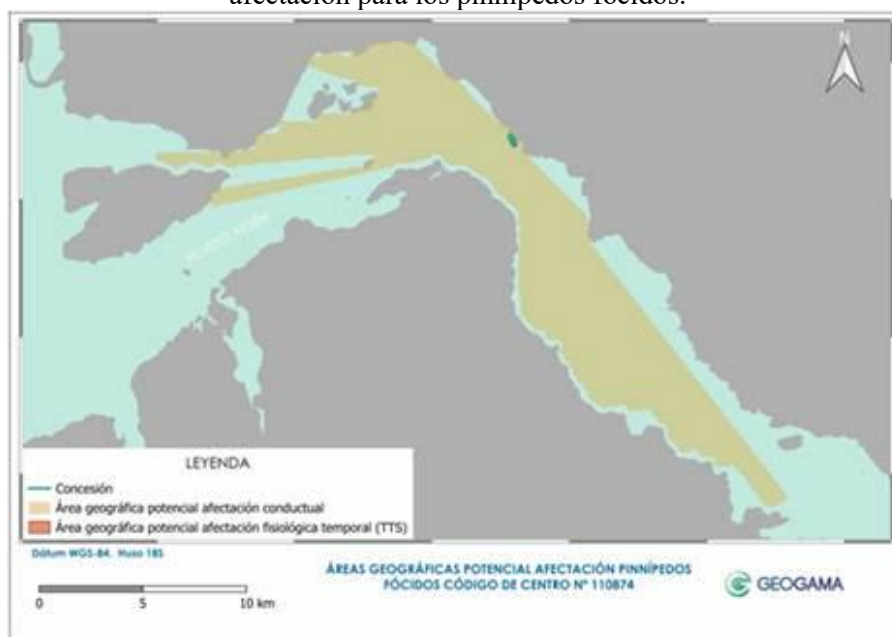 afectación para los pinnípedos fócidos.
N
LEYENDA
Concesión
Área geográfica potencial afectación conductual
Área geográfica potencial afectación fisiológica temporal (TTS)
Dátum WGS-84. Huso 18S
0 5 10 km
ÁREAS GEOGRÁFICAS POTENCIAL AFECTACIÓN PINNÍPEDOS
FÓCIDOS CÓDIGO DE CENTRO Nº 110874
GEOGAMA